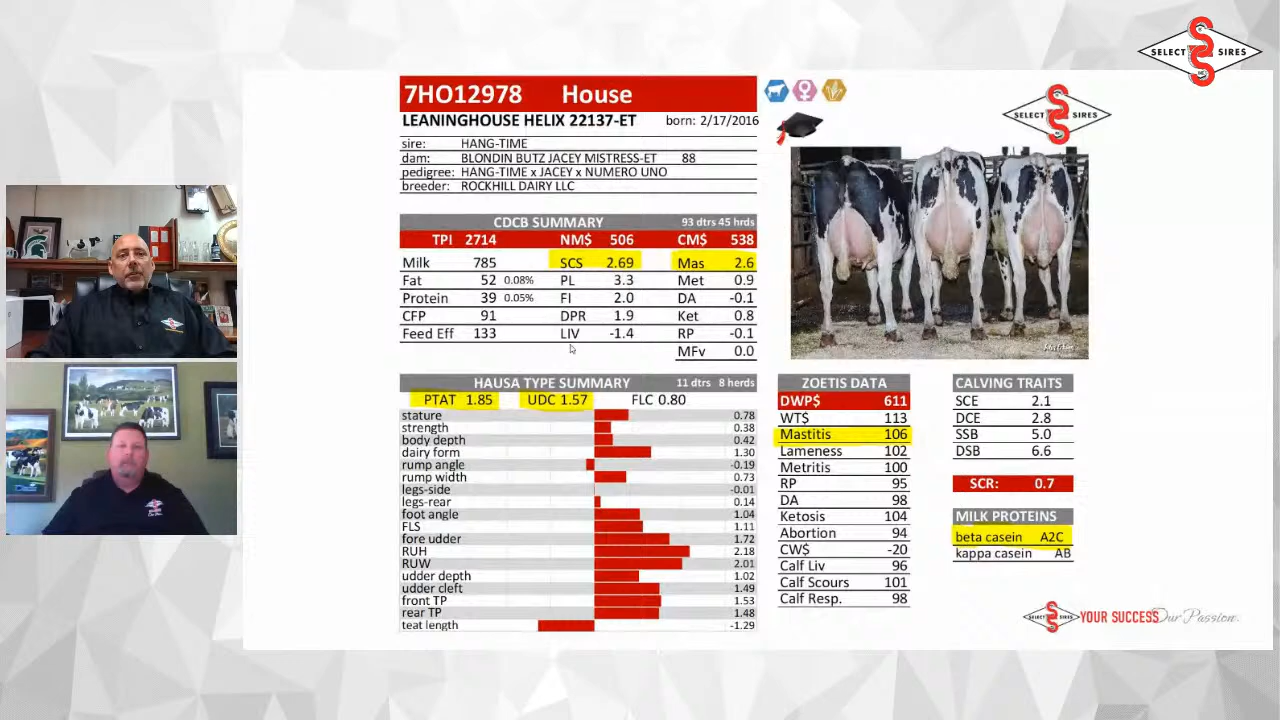 SELECT SIRES
7HO12978 House
LEANINGHOUSE HELIX 22137-ET born: 2/17/2016
SELECT SIRES
sire: HANG-TIME
dam: BLONDIN BUTZ JACEY MISTRESS-ET 88
pedigree: HANG-TIME x JACEY x NUMERO UNO
breeder: ROCKHILL DAIRY LLC
CDCB SUMMARY 93 dtrs 45 hrds
TPI 2714 NM$ 506 CM$ 538
Milk 785 SCS 2.69 Mas 2.6
Fat 52 0.08% PL 3.3 Met 0.9
Protein 39 0.05% FI 2.0 DA -0.1
CFP 91 DPR 1.9 Ket 0.8
Feed Eff 133 LIV -1.4 RP -0.1
MFv 0.0
HAUSA TYPE SUMMARY 11 dtrs 8 herds
PTAT 1.85 UDC 1.57 FLC 0.80
stature 0.78
strength 0.38
body depth 0.42
dairy form 1.30
rump angle -0.19
rump width 0.73
legs-side -0.01
legs-rear 0.14
foot angle 1.04
FLS 1.11
fore udder 1.72
RUH 2.18
RUW 2.01
udder depth 1.02
udder cleft 1.49
front TP 1.53
rear TP 1.48
teat length -1.29
ZOETIS DATA
DWP$ 611
WT$ 113
Mastitis 106
Lameness 102
Metritis 100
RP 95
DA 98
Ketosis 104
Abortion 94
CW$ -20
Calf Liv 96
Calf Scours 101
Calf Resp. 98
CALVING TRAITS
SCE 2.1
DCE 2.8
SSB 5.0
DSB 6.6
SCR: 0.7
MILK PROTEINS
beta casein A2C
kappa casein AB
SELECT SIRES YOUR SUCCESS Our Passion.